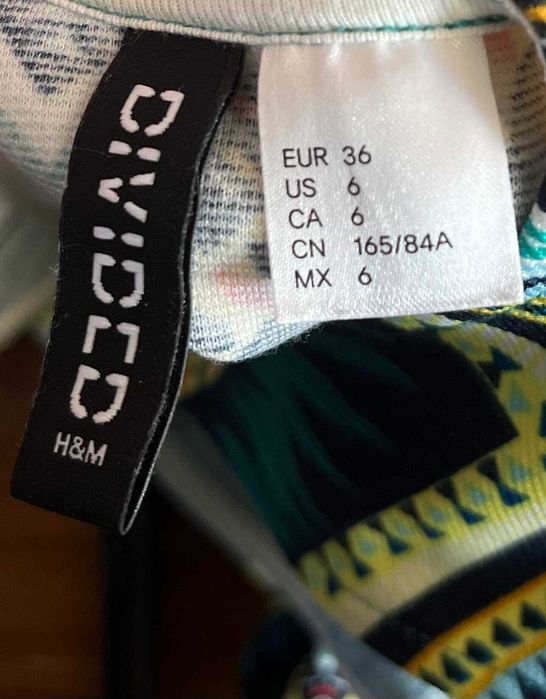 DIVIDED
H&M
EUR 36
US 6
CA 6
CN 165/84A
MX 6